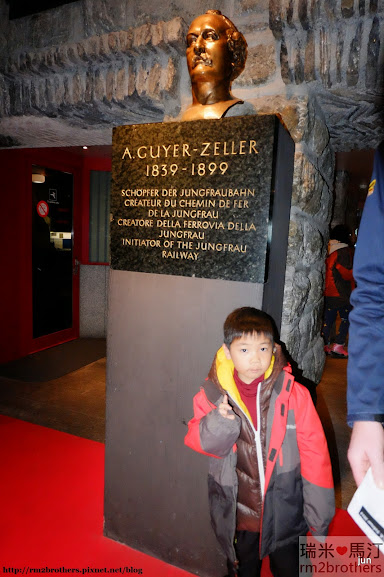 A. GUYER-ZELLER
1839-1899
SCHÖPFER DER JUNGFRAUBAHN
CRÉATEUR DU CHEMIN DE FER
DE LA JUNGFRAU
CREATORE DELLA FERROVIA DELLA
JUNGFRAU
INITIATOR OF THE JUNGFRAU
RAILWAY
http://rm2brothers.pixnet.net/blog
瑞米♥馬汀
rm2brothers
jun